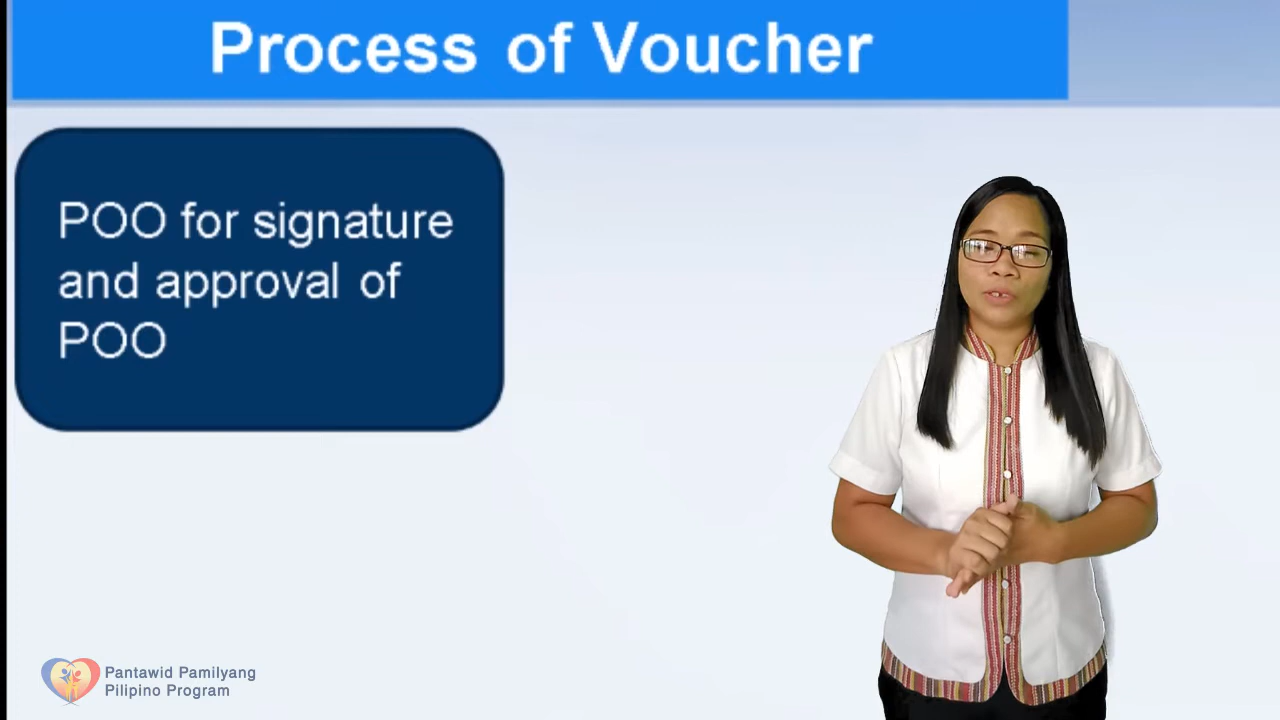 Process of Voucher
POO for signature
and approval of
POO
Pantawid Pamilyang
Pilipino Program